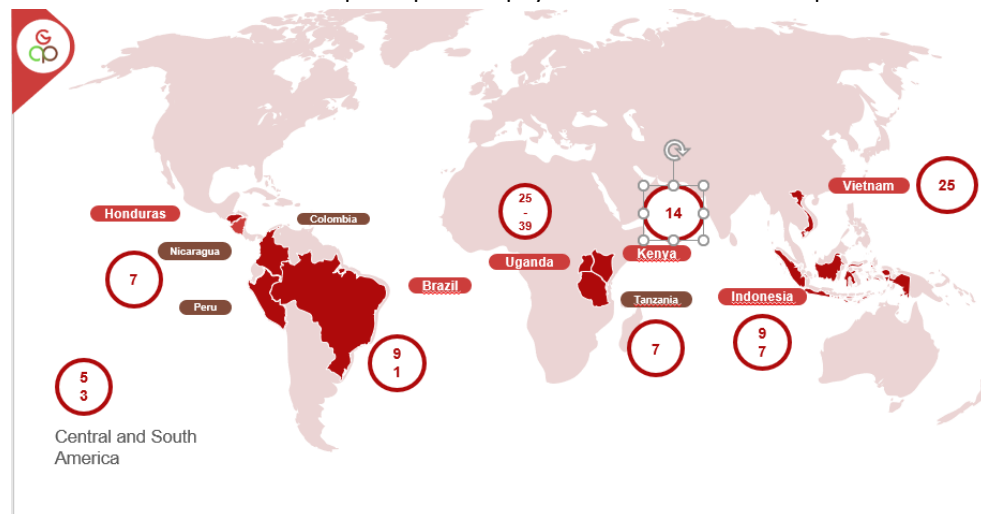 Honduras
Colombia
Nicaragua
7
Peru
Brazil
9
1
5
3
Central and South
America
25
-
39
Uganda
14
Kenya
Tanzania
7
Vietnam
25
Indonesia
9
7